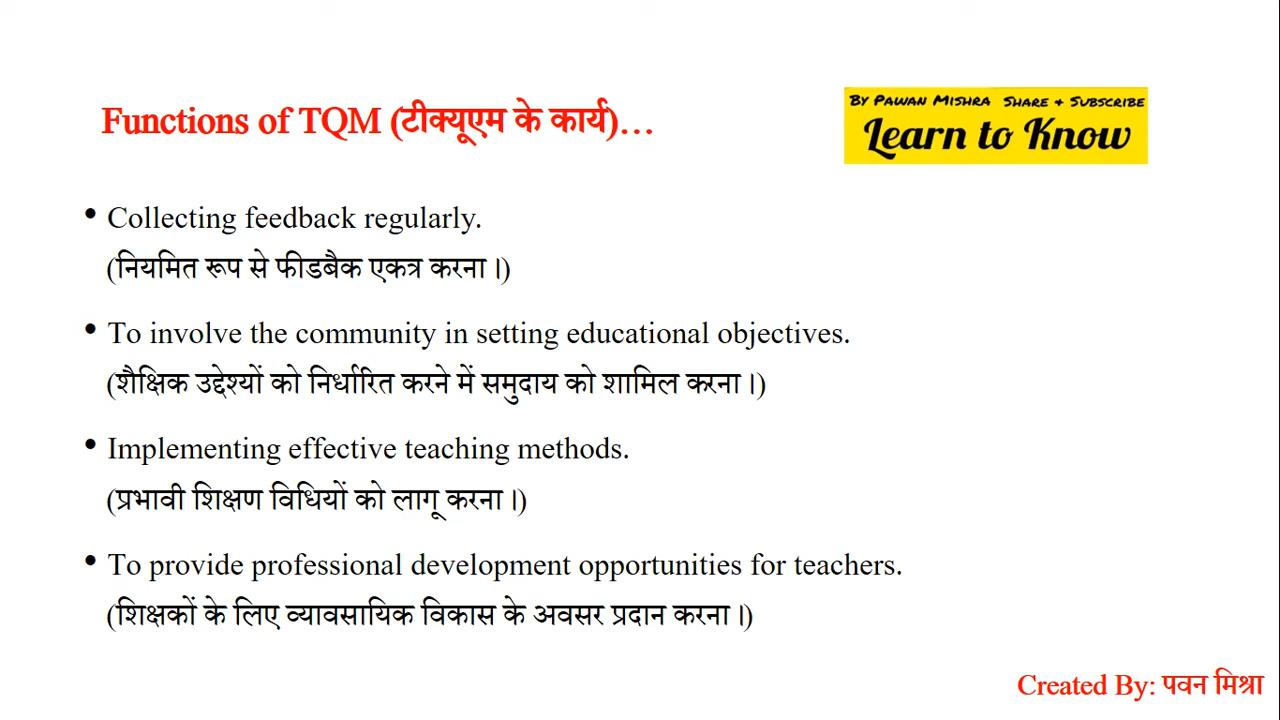 Functions of TQM (टीक्यूएम के कार्य)...
By Pawan Mishra Share & Subscribe
Learn to Know
• Collecting feedback regularly.
(नियमित रूप से फीडबैक एकत्र करना।)
• To involve the community in setting educational objectives.
(शैक्षिक उद्देश्यों को निर्धारित करने में समुदाय को शामिल करना।)
• Implementing effective teaching methods.
(प्रभावी शिक्षण विधियों को लागू करना।)
• To provide professional development opportunities for teachers.
(शिक्षकों के लिए व्यावसायिक विकास के अवसर प्रदान करना।)
Created By: पवन मिश्रा